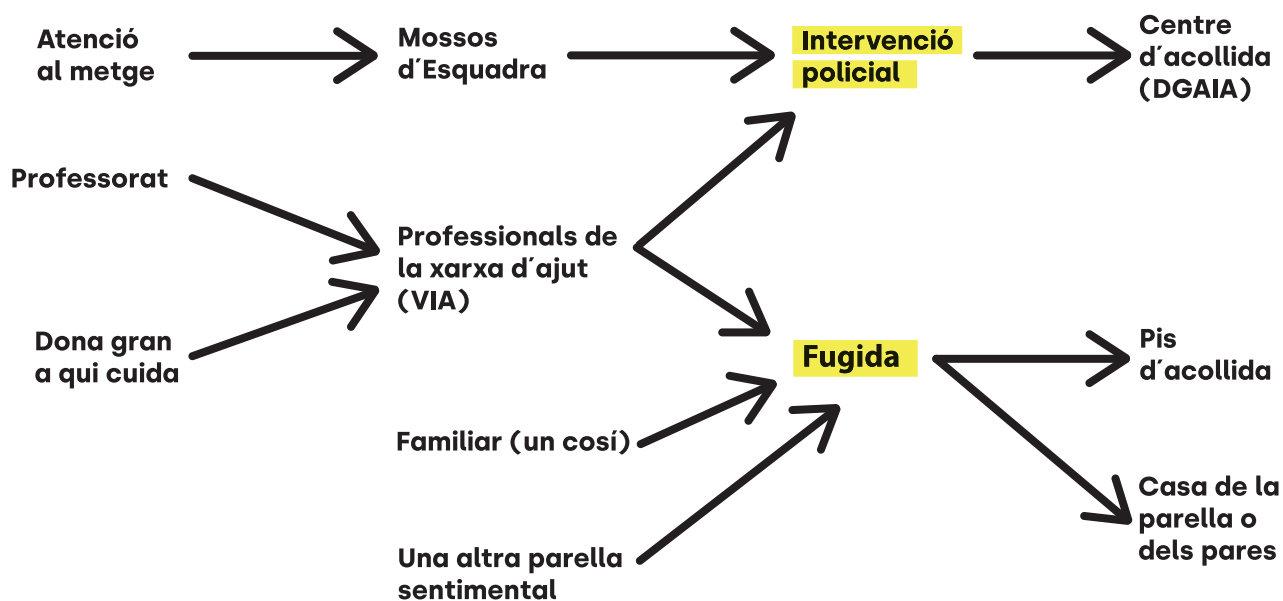 Atenció
al metge
Mossos
d´Esquadra
Intervenció
policial
Centre
d´acollida
(DGAIA)
Professorat
Professionals de
la xarxa d´ajut
(VIA)
Dona gran
a qui cuida
Fugida
Pis
d´acollida
Familiar (un cosí)
Casa de la
parella o
dels pares
Una altra parella
sentimental